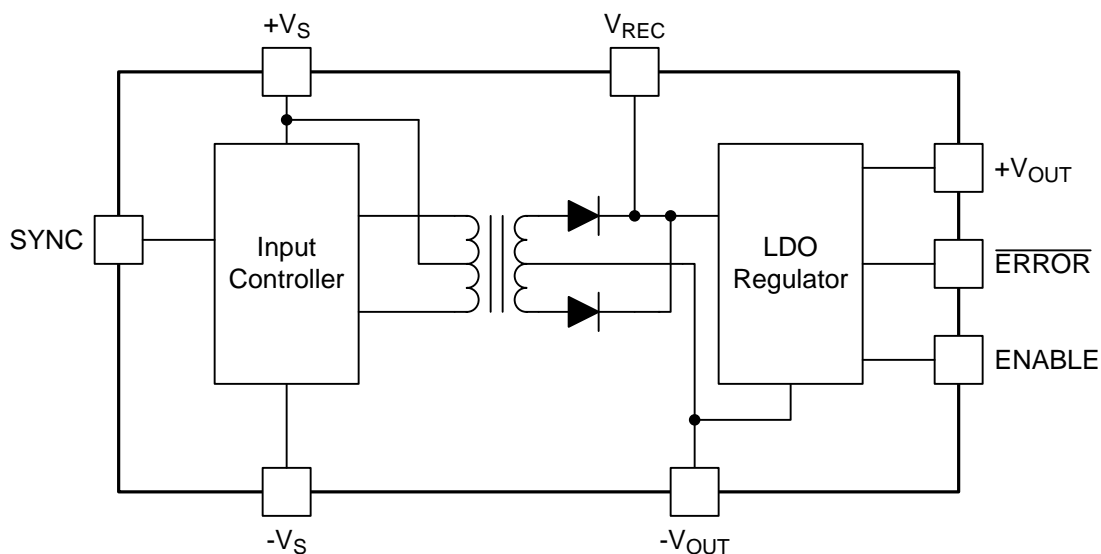 +VS
VREC
SYNC
Input
Controller
LDO
Regulator
+VOUT
ERROR
ENABLE
-VS
-VOUT